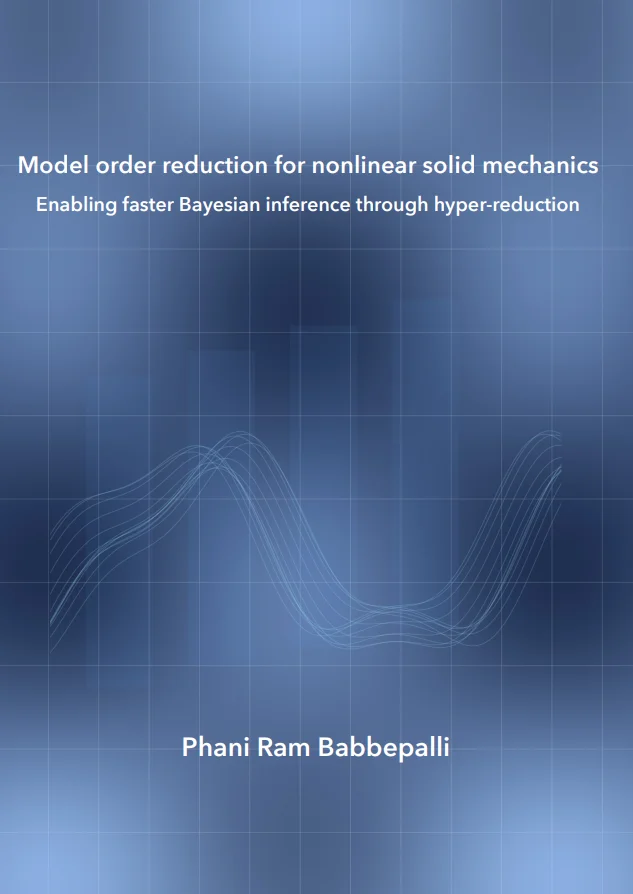 Model order reduction for nonlinear solid mechanics
Enabling faster Bayesian inference through hyper-reduction
Phani Ram Babbepalli